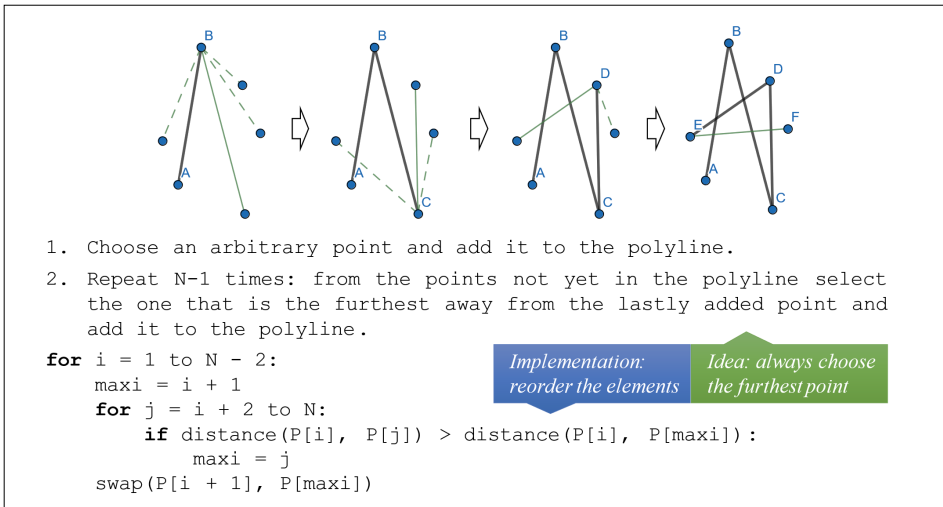 B
A
B
A
C
B
D
A
C
B
D
E
F
A
C
1. Choose an arbitrary point and add it to the polyline.
2. Repeat N-1 times: from the points not yet in the polyline select
the one that is the furthest away from the lastly added point and
add it to the polyline.
for i = 1 to N - 2:
maxi = i + 1
for j = i + 2 to N:
if distance(P[i], P[j]) > distance(P[i], P[maxi]):
maxi = j
swap(P[i + 1], P[maxi])
Implementation:
reorder the elements
Idea: always choose
the furthest point